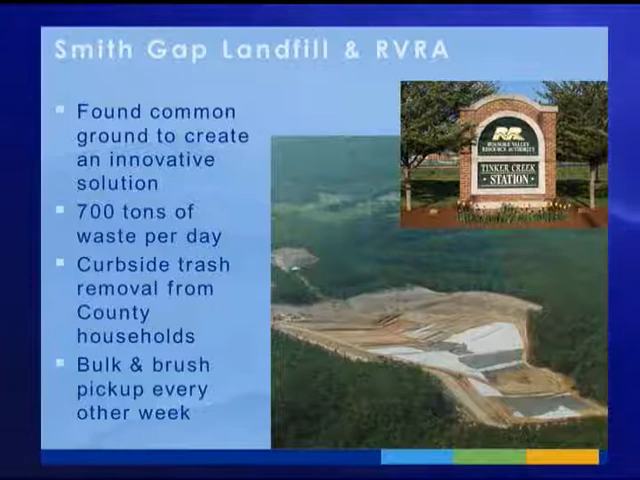 Smith Gap Landfill & RVRA
Found common
ground to create
an innovative
solution
700 tons of
waste per day
Curbside trash
removal from
County
households
Bulk & brush
pickup every
other week
ROANOKE VALLEY
RESOURCE AUTHORITY
TINKER CREEK
• STATION •